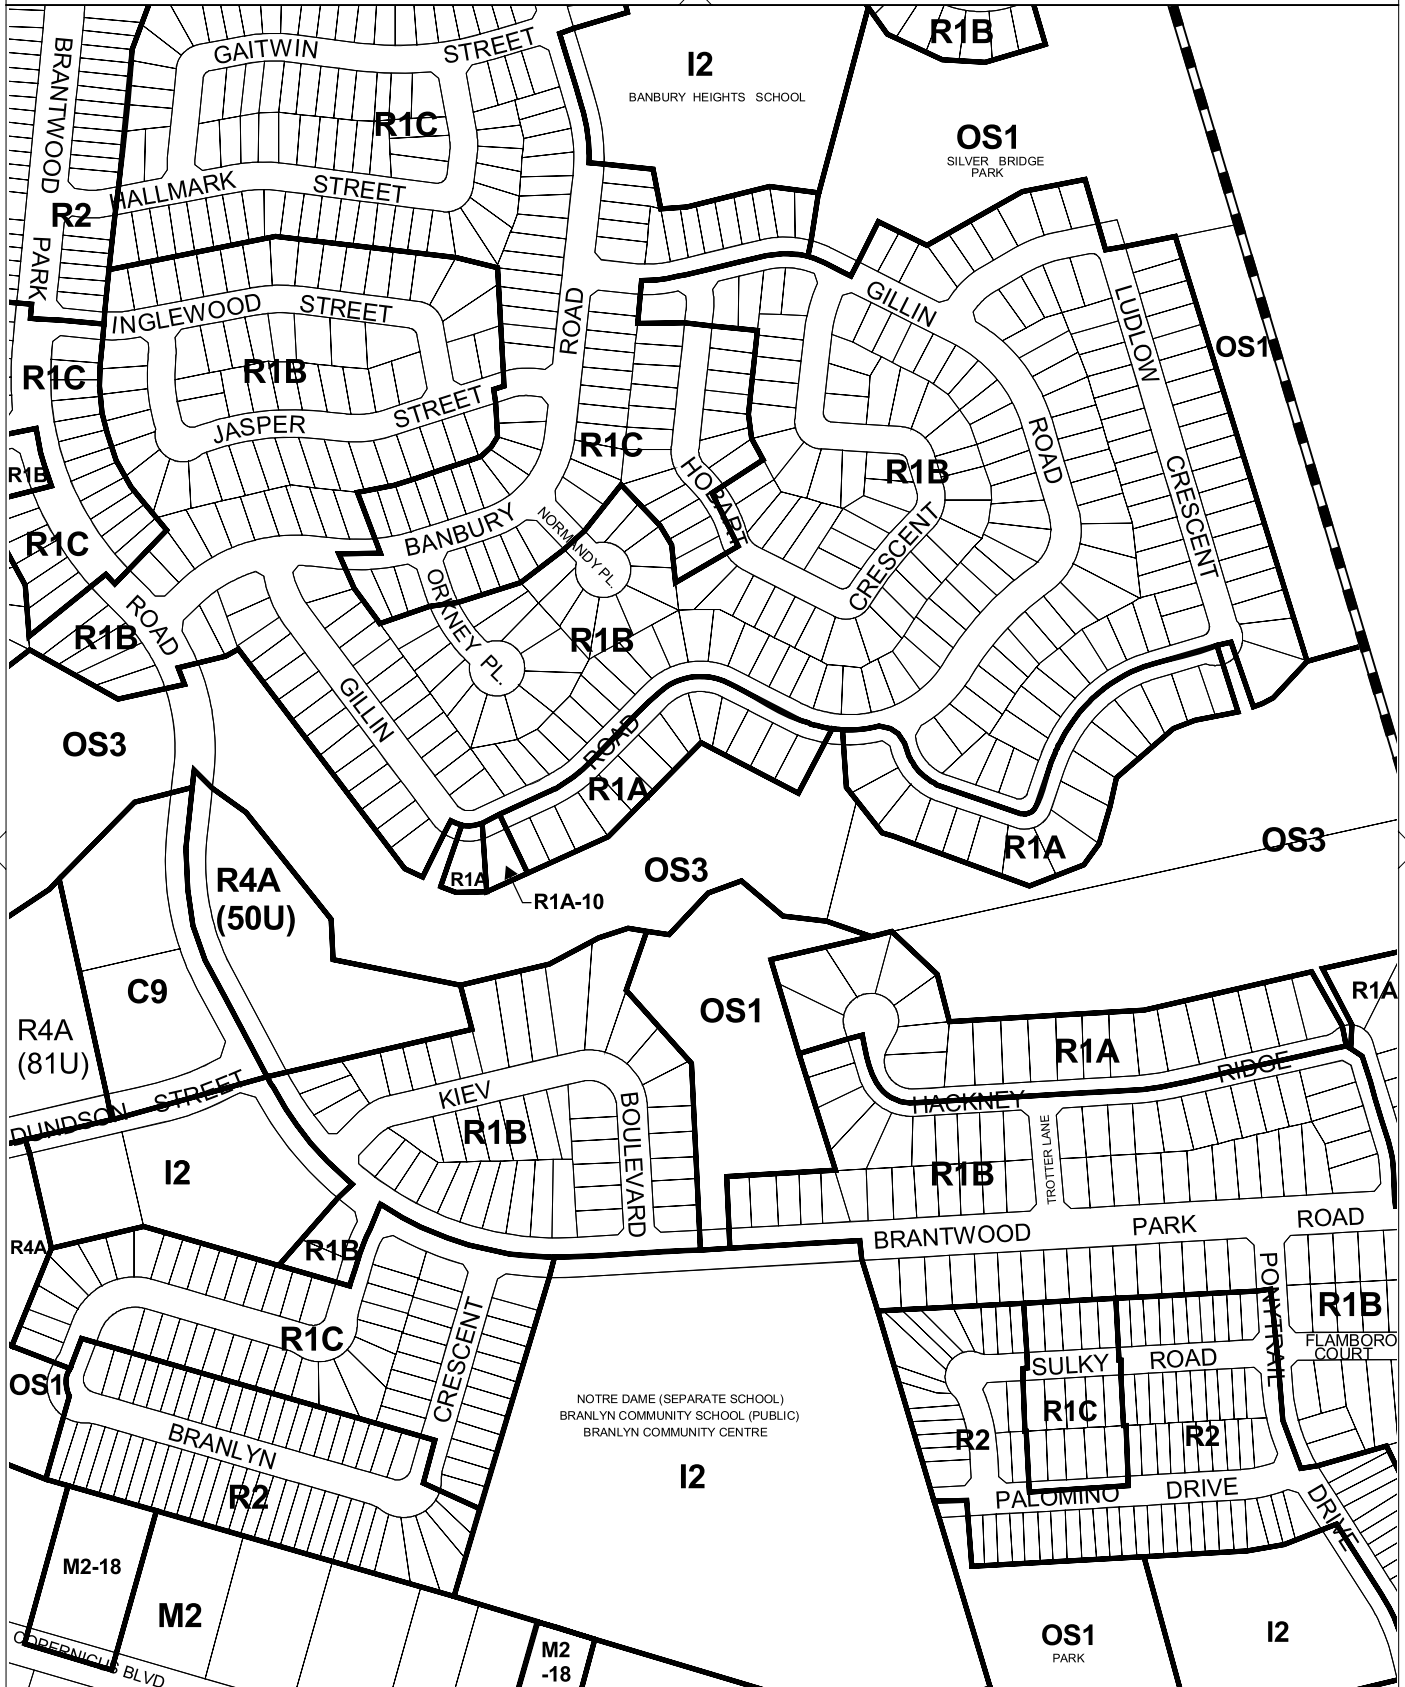 BRANTWOOD
GAITWIN
STREET
I2
BANBURY HEIGHTS SCHOOL
R1B
R1C
OS1
SILVER BRIDGE
PARK
HALLMARK
STREET
R2
PARK
INGLEWOOD
STREET
ROAD
GILLIN
LUDLOW
OS1
R1C
R1B
JASPER
STREET
R1C
ROAD
R1B
R1B
HOBART
CRESCENT
R1C
BANBURY
NORMANDY PL.
CRESCENT
ORKNEY PL.
ROAD
R1B
R1B
GILLIN
ROAD
OS3
R1A
R1A
OS3
R4A
(50U)
R1A
OS3
R1A-10
C9
OS1
R1A
R4A
(81U)
R1A
RIDGE
DUNDSON STREET
KIEV
BOULEVARD
HACKNEY
R1B
TROTTER LANE
I2
R1B
BRANTWOOD
PARK
ROAD
R4A
R1B
PONYTRAIL
R1B
R1C
CRESCENT
FLAMBORO
COURT
SULKY
ROAD
OS1
NOTRE DAME (SEPARATE SCHOOL)
BRANLYN COMMUNITY SCHOOL (PUBLIC)
BRANLYN COMMUNITY CENTRE
R1C
R2
R2
BRANLYN
I2
R2
PALOMINO
DRIVE
DRIVE
M2-18
M2
COPERNICUS BLVD
M2
-18
OS1
PARK
I2